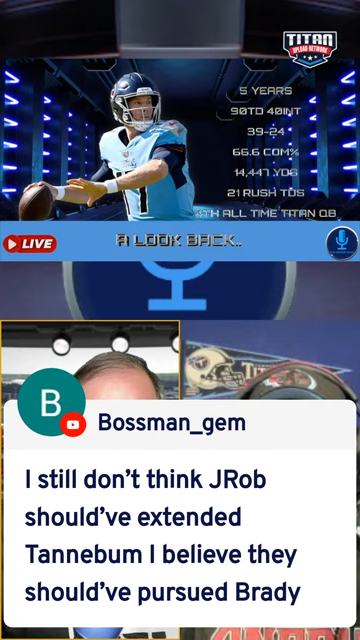 TITAN
UPLOAD NETWORK
5 YEARS
90TD 40INT
39-24
66.6 COM%
14,447 YDS
21 RUSH TDS
4TH ALL TIME TITAN QB
LIVE
A LOOK BACK..
B
Bossman_gem
I still don't think JRob
should've extended
Tannebum I believe they
should've pursued Brady